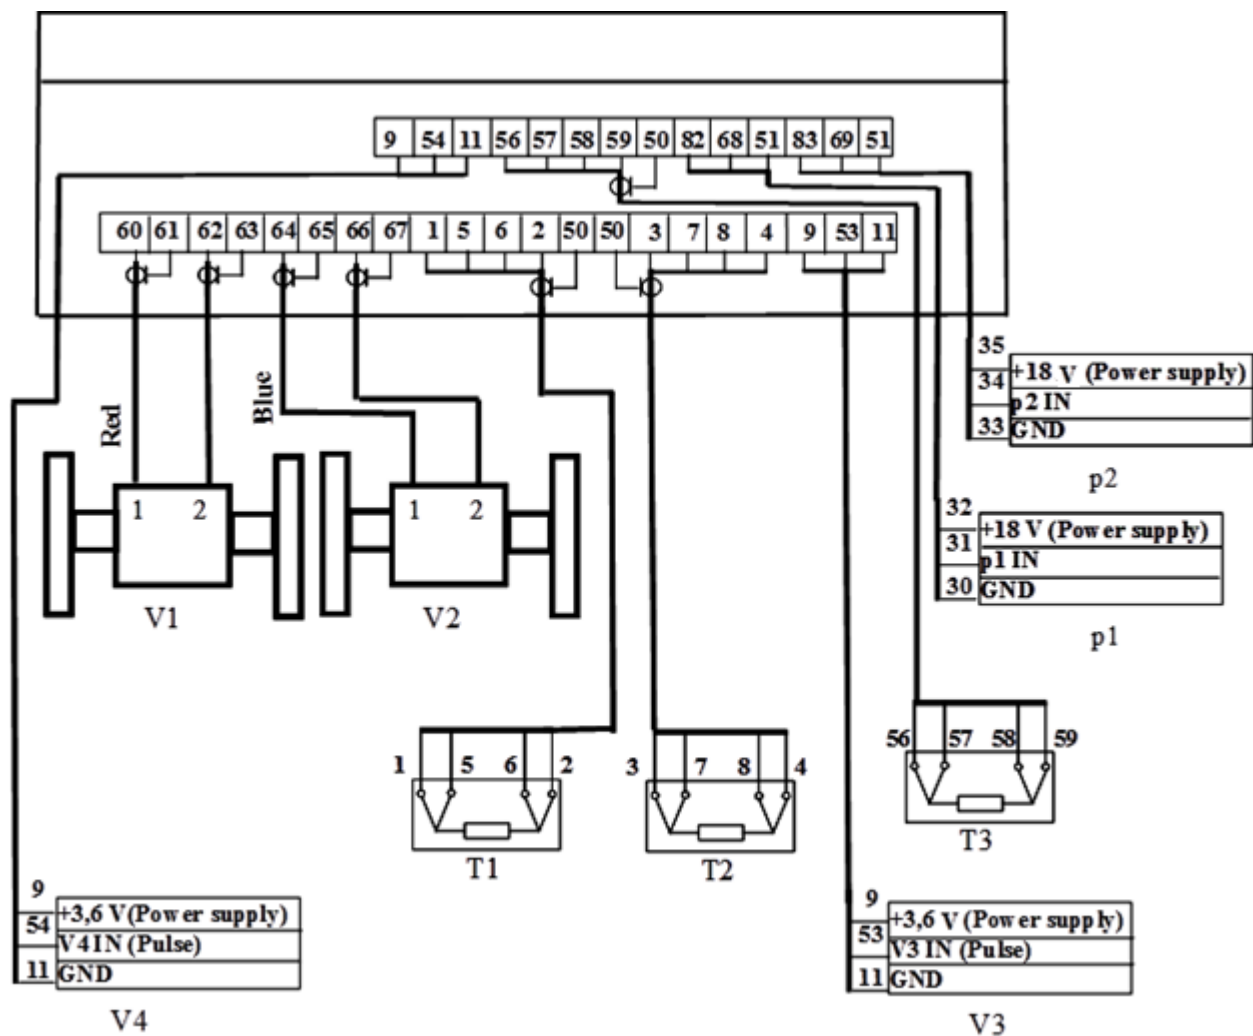 9 54 11 56 57 58 59 50 82 68 51 83 69 51
60 61 62 63 64 65 66 67 1 5 6 2 50 50 3 7 8 4 9 53 11
Red
Blue
35
+18 V (Power supply)
34
p2 IN
33
GND
p2
1 2
V1
1 2
V2
32
+18 V (Power supply)
31
p1 IN
30
GND
p1
1 5 6 2
T1
3 7 8 4
T2
56 57 58 59
T3
9
+3,6 V(Power supply)
54
V4 IN (Pulse)
11
GND
V4
9
+3,6 V (Power supply)
53
V3 IN (Pulse)
11
GND
V3